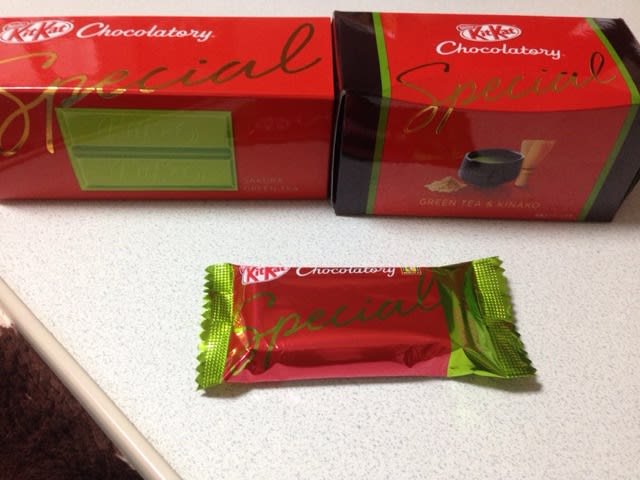 KitKat Chocolatory
Special
SAKURA
GREEN TEA
KitKat
Chocolatory
Special
GREEN TEA & KINAKO
KitKat Chocolatory
Special